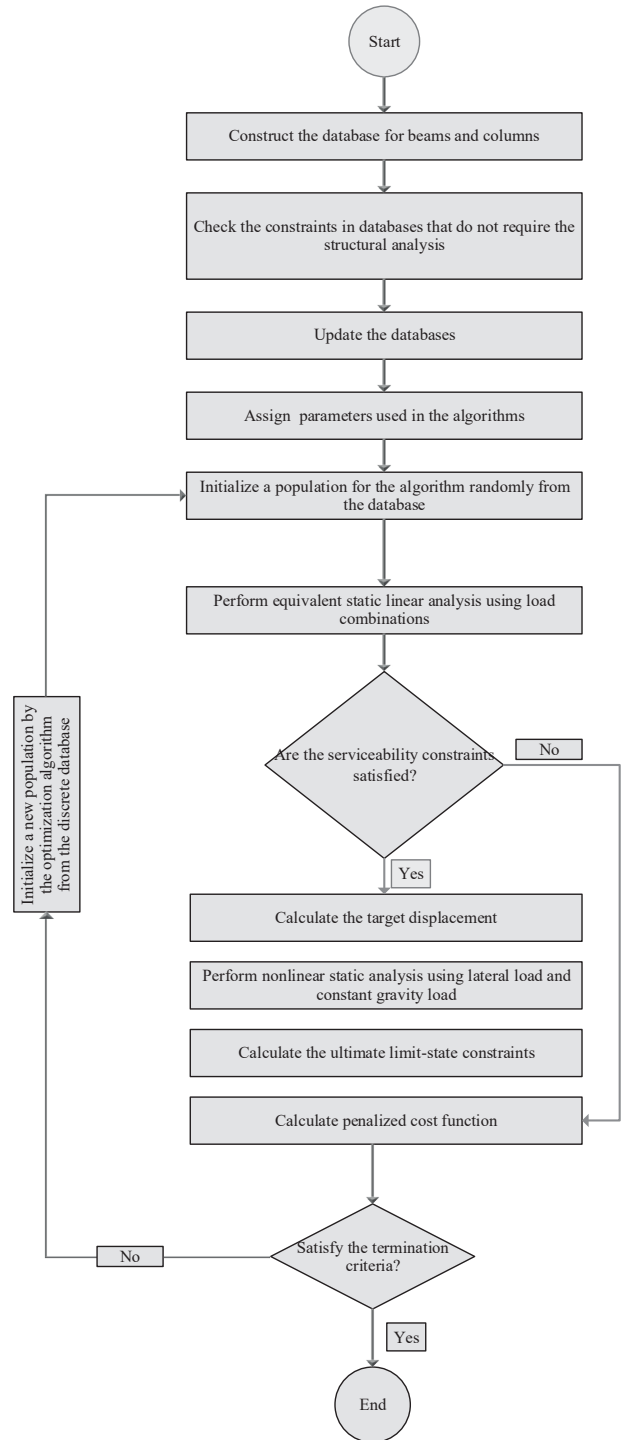 Start
Construct the database for beams and columns
Check the constraints in databases that do not require the
structural analysis
Update the databases
Assign parameters used in the algorithms
Initialize a population for the algorithm randomly from
the database
Perform equivalent static linear analysis using load
combinations
Initialize a new population by
the optimization algorithm
from the discrete database
Are the serviceability constraints
satisfied?
No
Yes
Calculate the target displacement
Perform nonlinear static analysis using lateral load and
constant gravity load
Calculate the ultimate limit-state constraints
Calculate penalized cost function
Satisfy the termination
criteria?
No
Yes
End